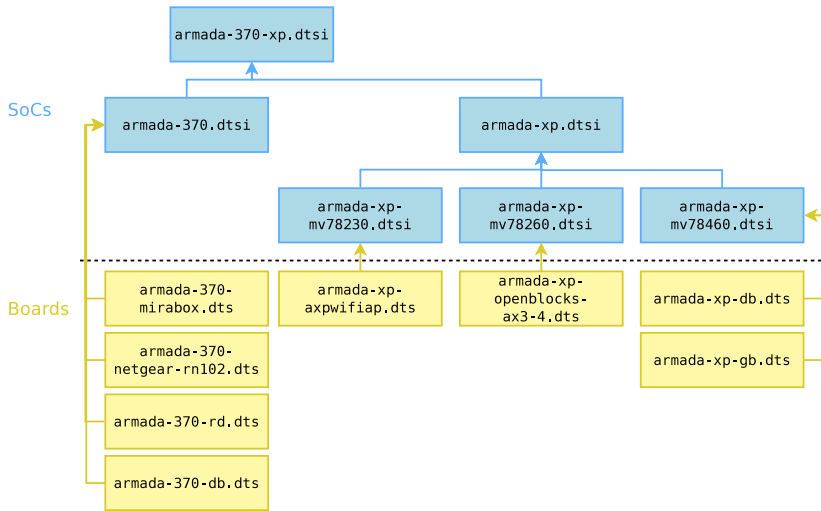 armada-370-xp.dtsi
SoCs
armada-370.dtsi
armada-xp.dtsi
armada-xp-
mv78230.dtsi
armada-xp-
mv78260.dtsi
armada-xp-
mv78460.dtsi
Boards
armada-370-
mirabox.dts
armada-xp-
axpwifiap.dts
armada-xp-
openblocks-
ax3-4.dts
armada-xp-db.dts
armada-370-
netgear-rn102.dts
armada-xp-gb.dts
armada-370-rd.dts
armada-370-db.dts